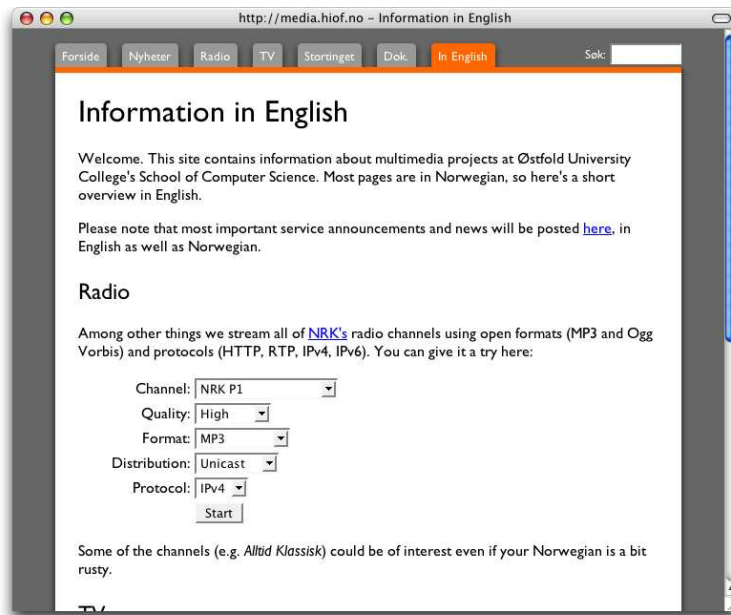 http://media.hiof.no – Information in English
Forside Nyheter Radio TV Stortinget Dok. In English Søk:
Information in English
Welcome. This site contains information about multimedia projects at Østfold University
College's School of Computer Science. Most pages are in Norwegian, so here's a short
overview in English.
Please note that most important service announcements and news will be posted here, in
English as well as Norwegian.
Radio
Among other things we stream all of NRK's radio channels using open formats (MP3 and Ogg
Vorbis) and protocols (HTTP, RTP, IPv4, IPv6). You can give it a try here:
Channel: NRK P1
Quality: High
Format: MP3
Distribution: Unicast
Protocol: IPv4
Start
Some of the channels (e.g. Alltid Klassisk) could be of interest even if your Norwegian is a bit
rusty.
TV